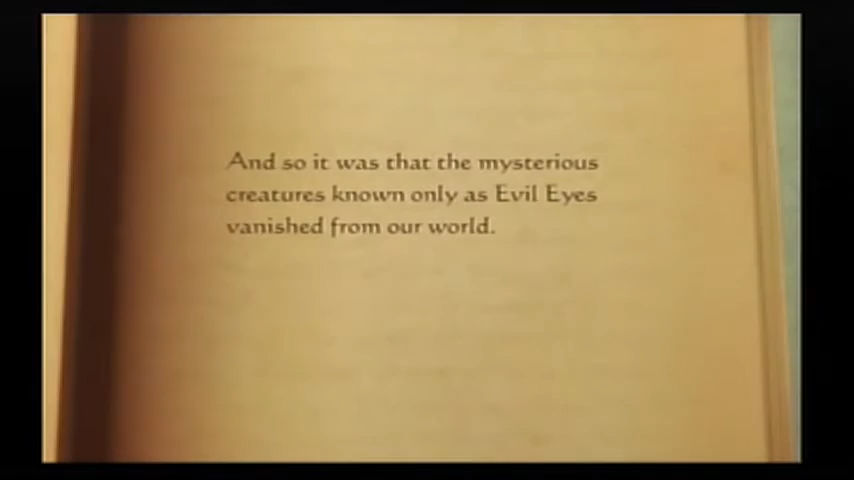 And so it was that the mysterious
creatures known only as Evil Eyes
vanished from our world.